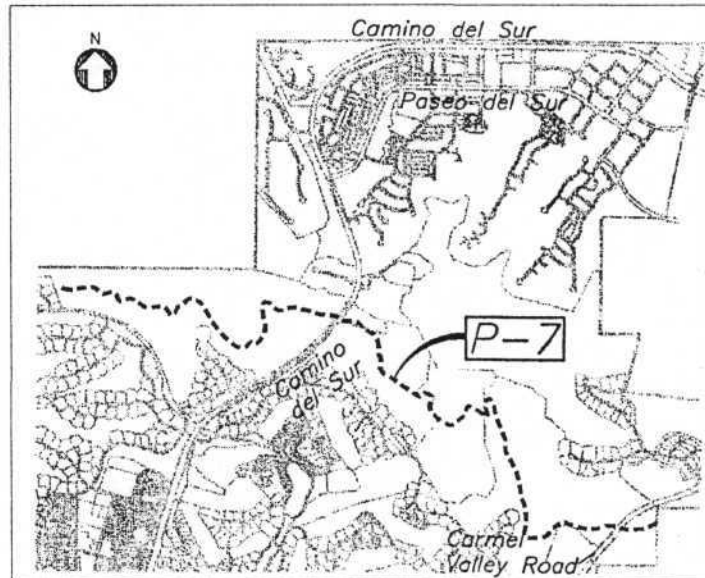 Camino del Sur
N
Paseo del Sur
P-7
Camino
del Sur
Carmel
Valley Road